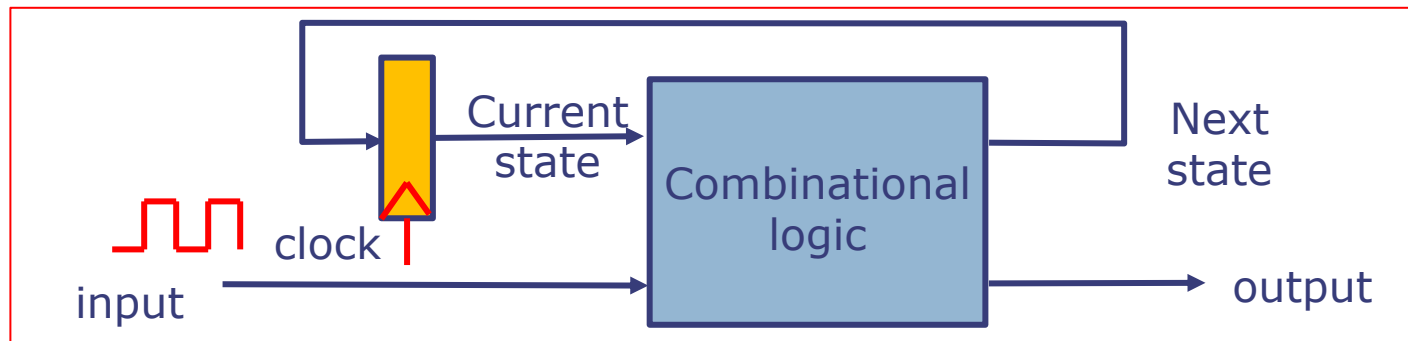 Current
state
Next
state
Combinational
logic
clock
input
output